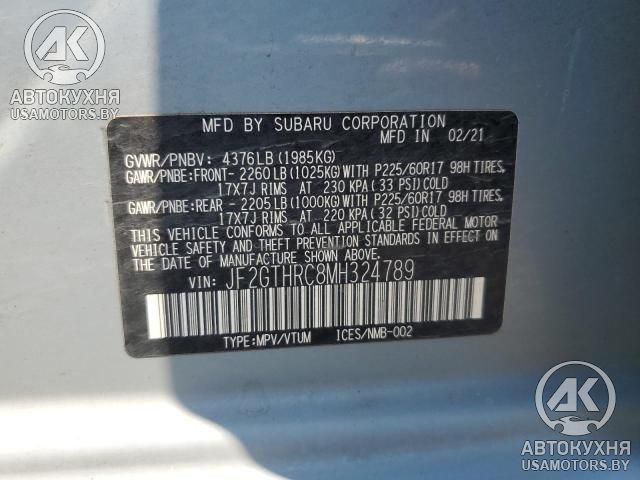 AK
АВТОКУХНЯ
USAMOTORS.BY
MFD BY SUBARU CORPORATION
MFD IN 02/21
GVWR/PNBV: 4376LB (1985KG)
GAWR/PNBE:FRONT- 2260LB (1025KG)WITH P225/60R17 98H TIRES,
17X7J RIMS AT 230 KPA (33 PSI)COLD
GAWR/PNBE:REAR - 2205LB (1000KG)WITH P225/60R17 98H TIRES,
17X7J RIMS AT 220 KPA (32 PSI)COLD
THIS VEHICLE CONFORMS TO ALL APPLICABLE FEDERAL MOTOR
VEHICLE SAFETY AND THEFT PREVENTION STANDARDS IN EFFECT ON
THE DATE OF MANUFACTURE SHOWN ABOVE.
VIN: JF2GTHRC8MH324789
TYPE:MPV/VTUM ICES/NMB-002
AK
АВТОКУХНЯ
USAMOTORS.BY